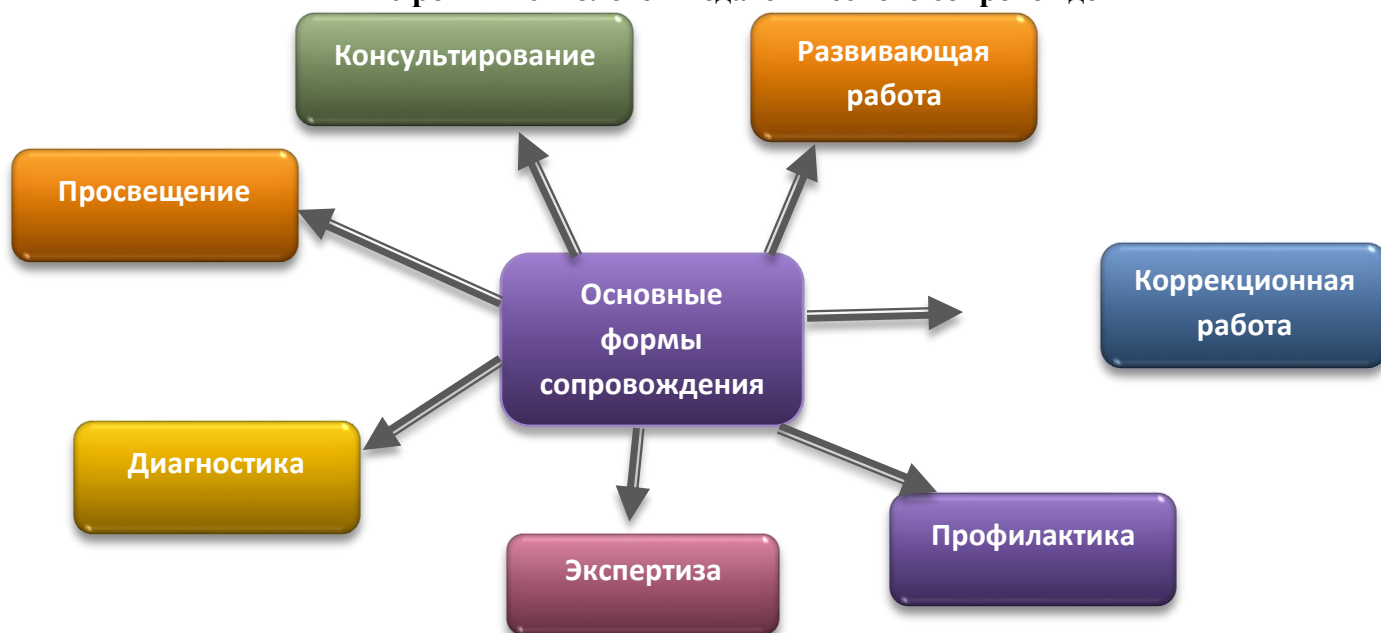 Консультирование
Развивающая
работа
Просвещение
Основные
формы
сопровождения
Коррекционная
работа
Диагностика
Профилактика
Экспертиза